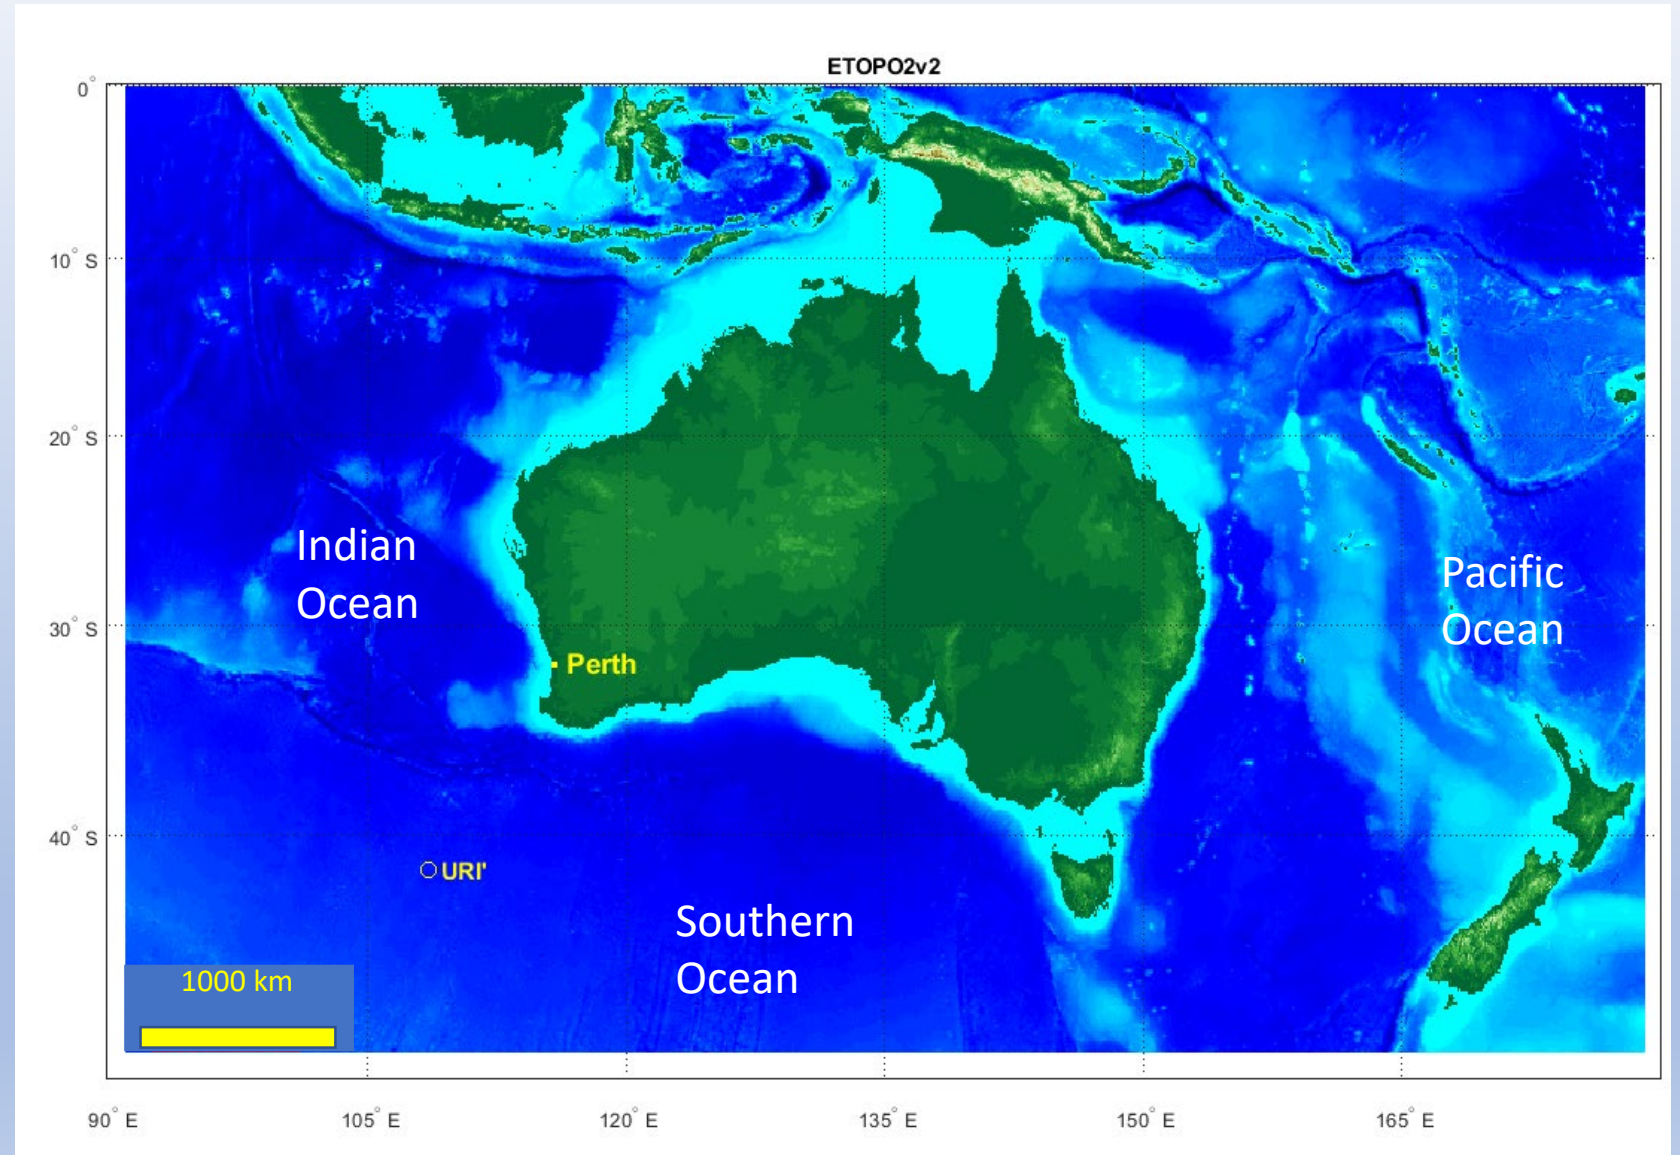 ETOPO2v2
0°
10° S
20° S
30° S
40° S
Indian
Ocean
Pacific
Ocean
Perth
URI'
Southern
Ocean
1000 km
90° E
105° E
120° E
135° E
150° E
165° E